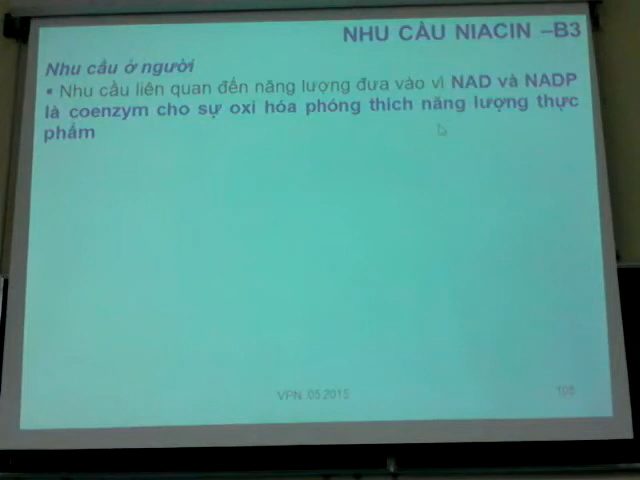 NHU CẦU NIACIN –B3
Nhu cầu ở người
▪ Nhu cầu liên quan đến năng lượng đưa vào vì NAD và NADP
là coenzym cho sự oxi hóa phóng thích năng lượng thực
phẩm
VPN. 05.2015